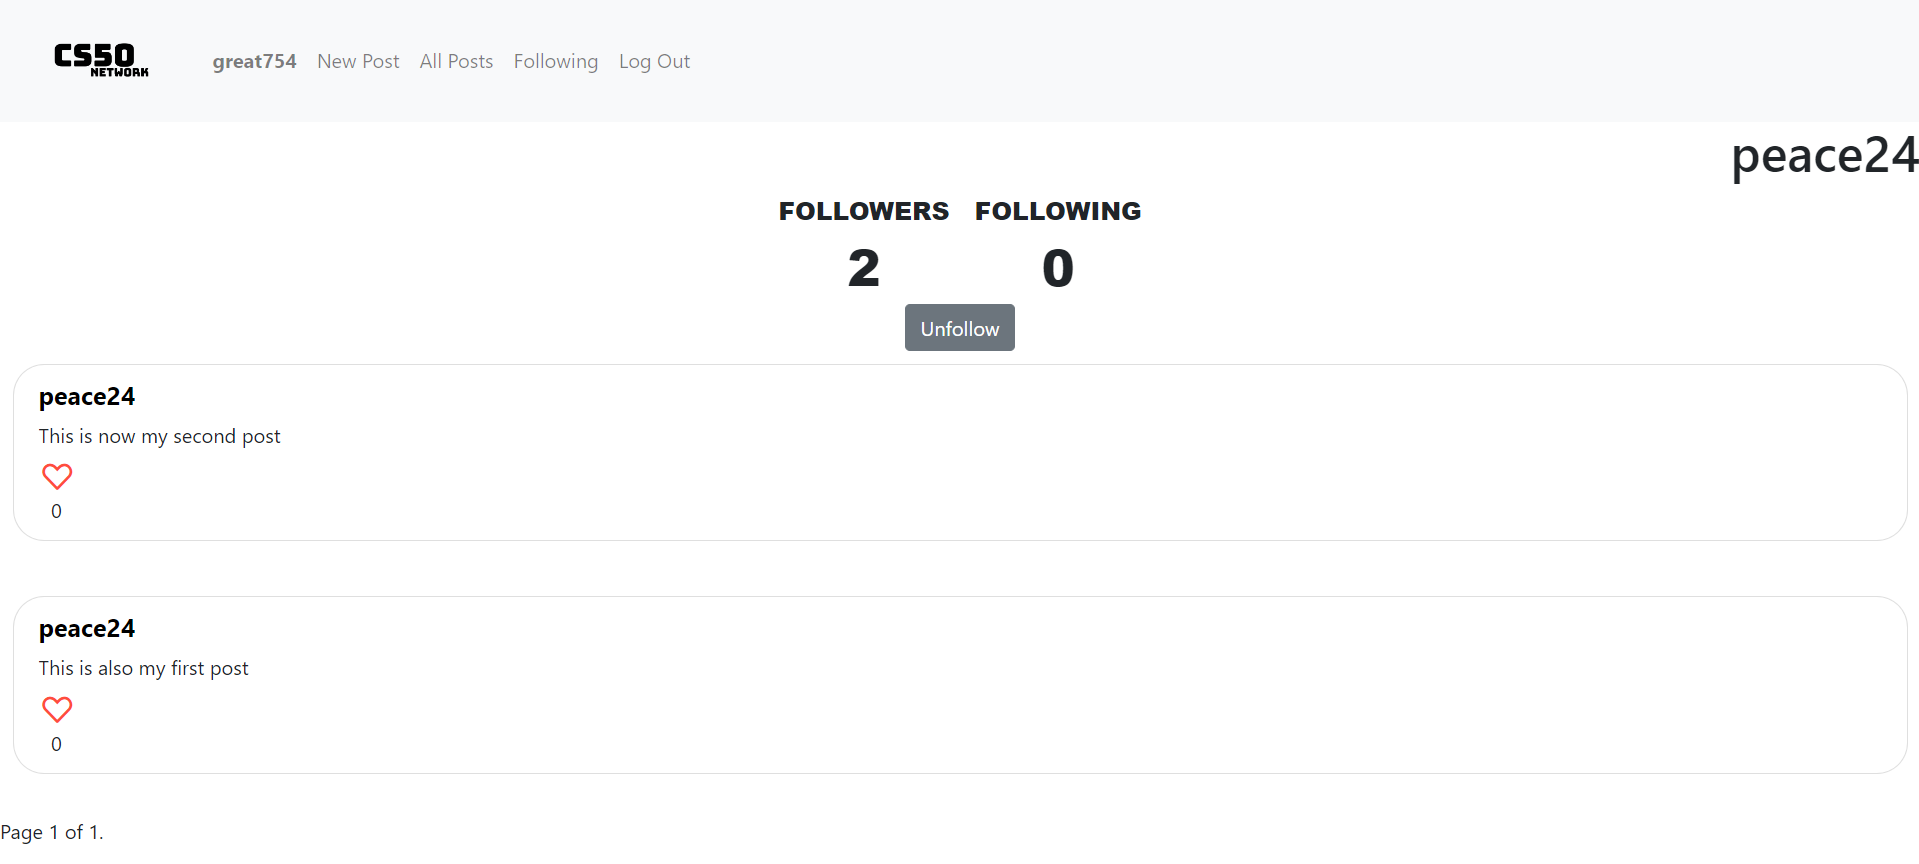 CS50
NETWORK
great754 New Post All Posts Following Log Out
peace24
FOLLOWERS FOLLOWING
2 0
Unfollow
peace24
This is now my second post
0
peace24
This is also my first post
0
Page 1 of 1.